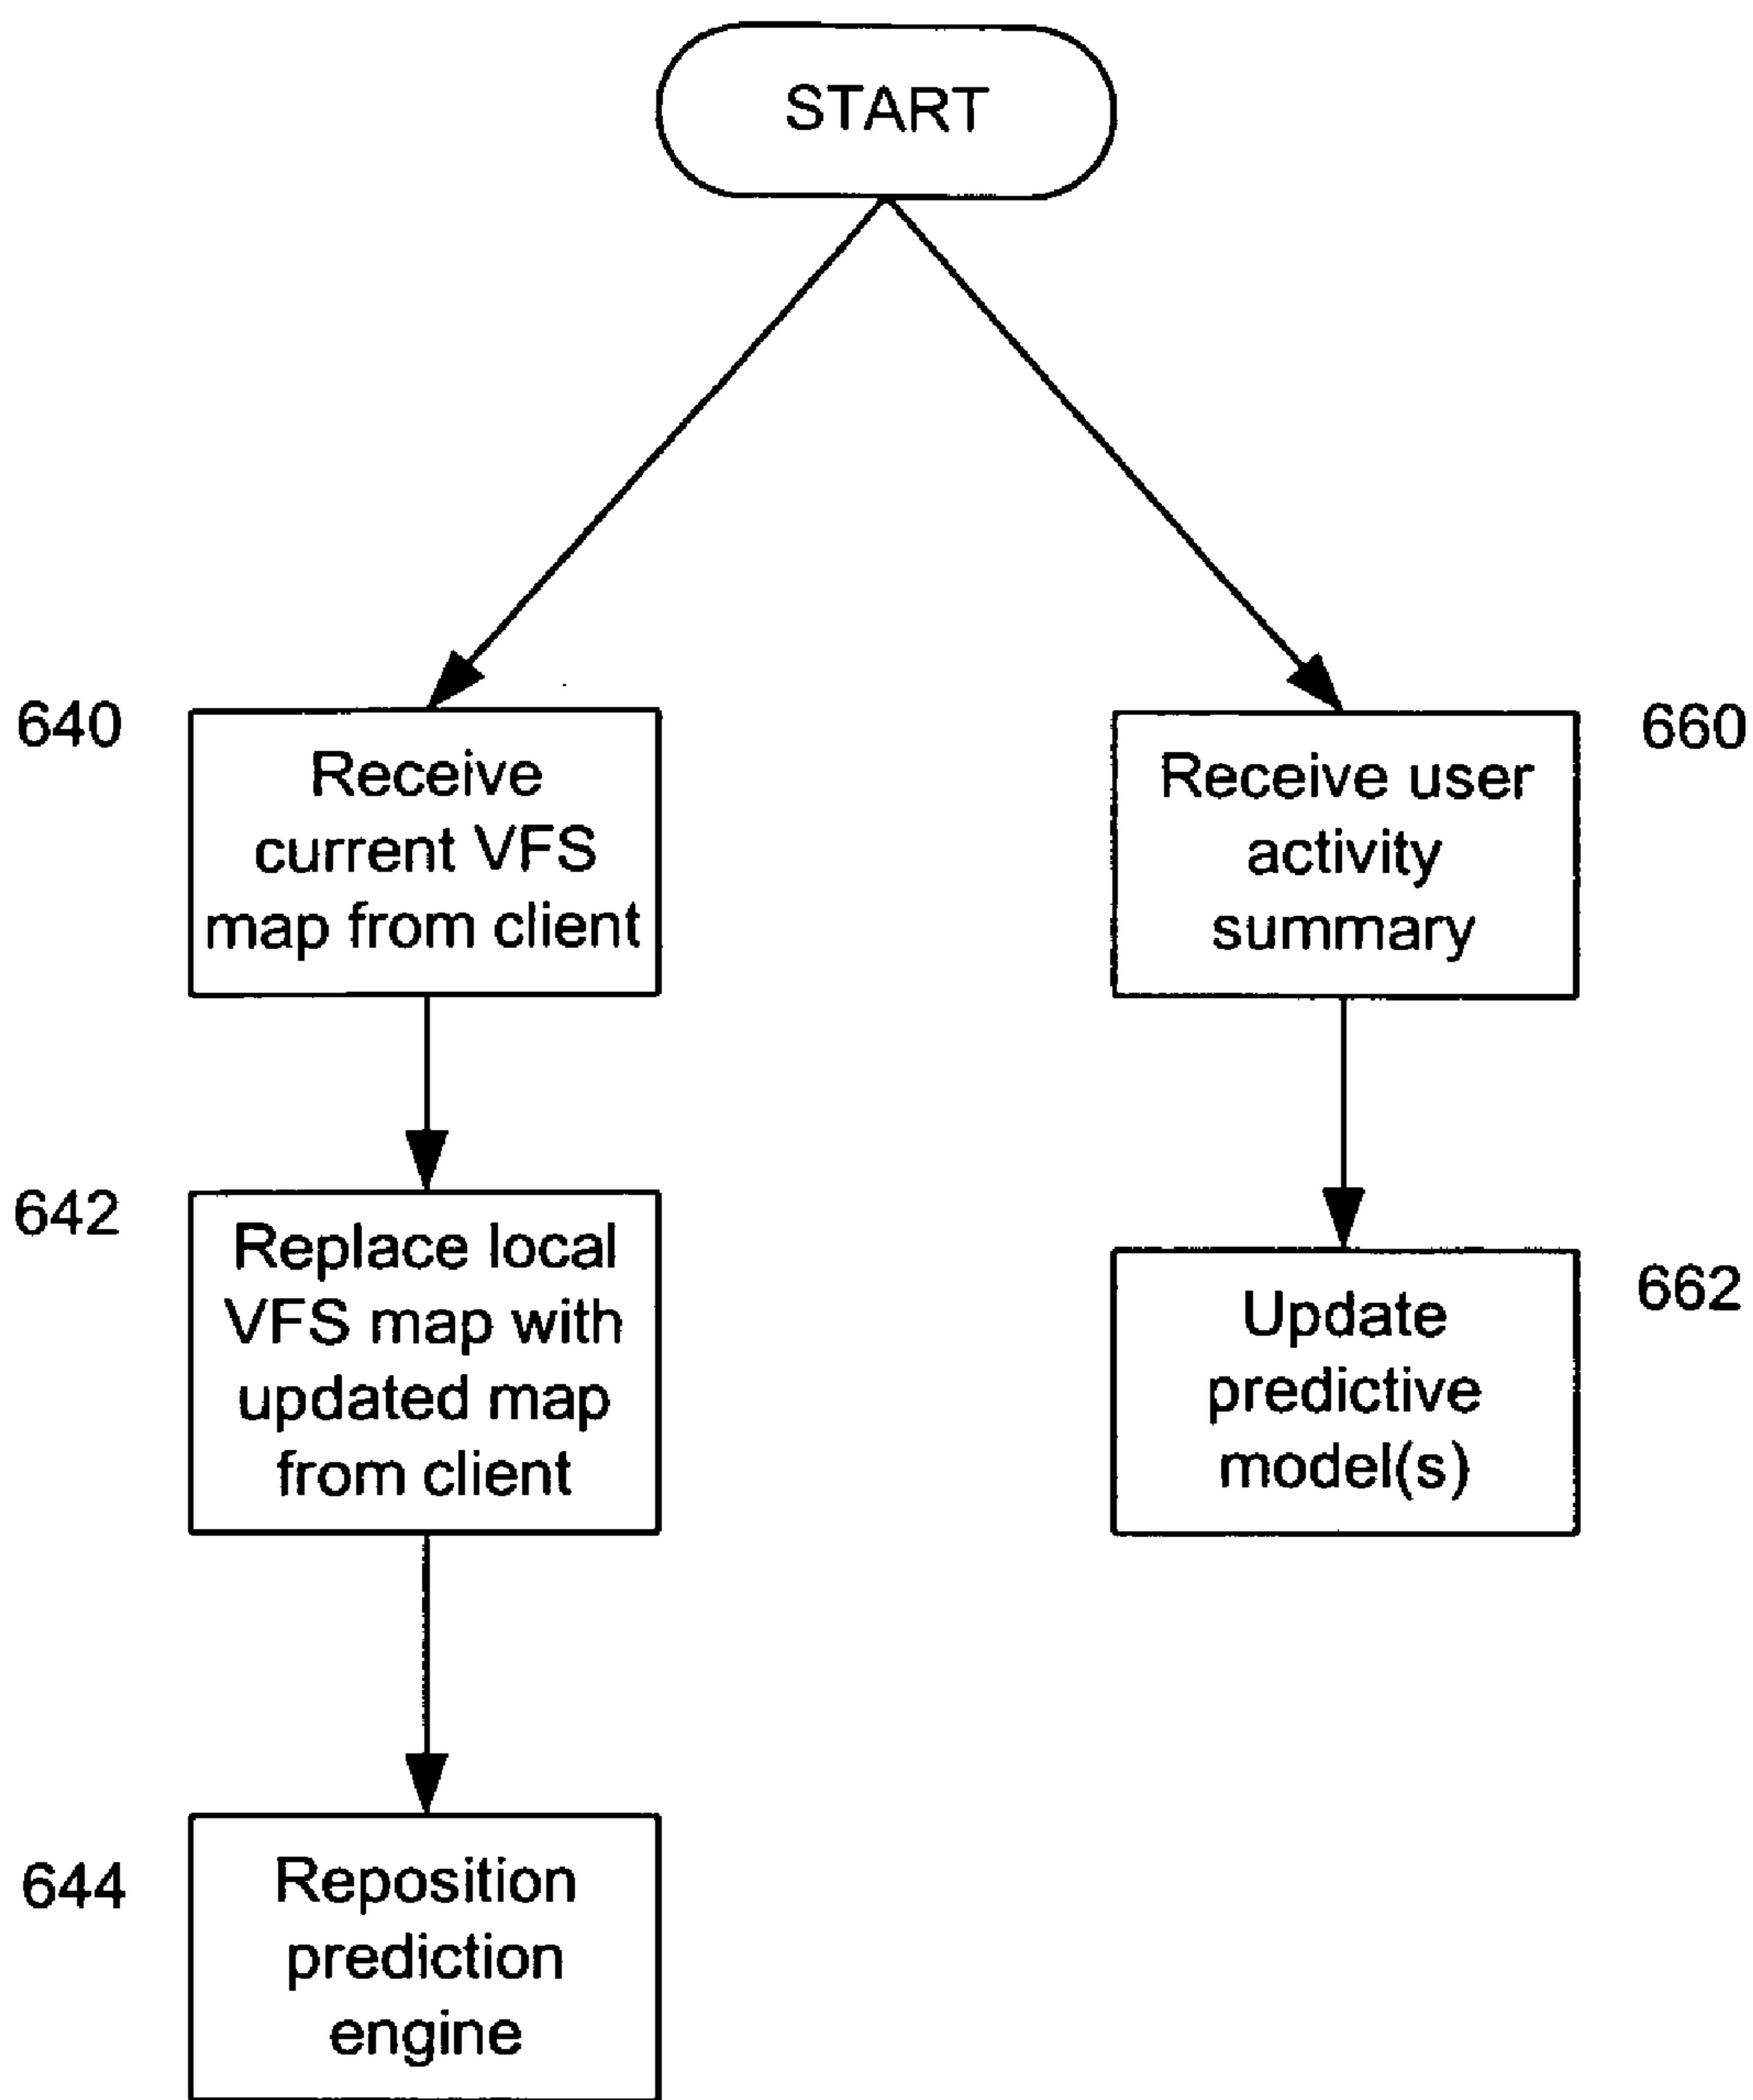 START
640
Receive
current VFS
map from client
660
Receive user
activity
summary
642
Replace local
VFS map with
updated map
from client
662
Update
predictive
model(s)
644
Reposition
prediction
engine